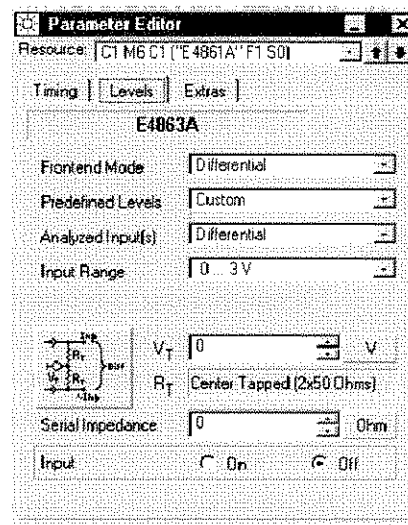 Parameter Editor
Resource: C1 M6 C1 ("E4861A" F1 S0)
Timing Levels Extras
E4863A
Frontend Mode Differential
Predefined Levels Custom
Analyzed Input(s) Differential
Input Range 0 ... 3 V
VT 0 V
RT Center Tapped (2x50 Ohms)
Serial Impedance 0 Ohm
Input On Off